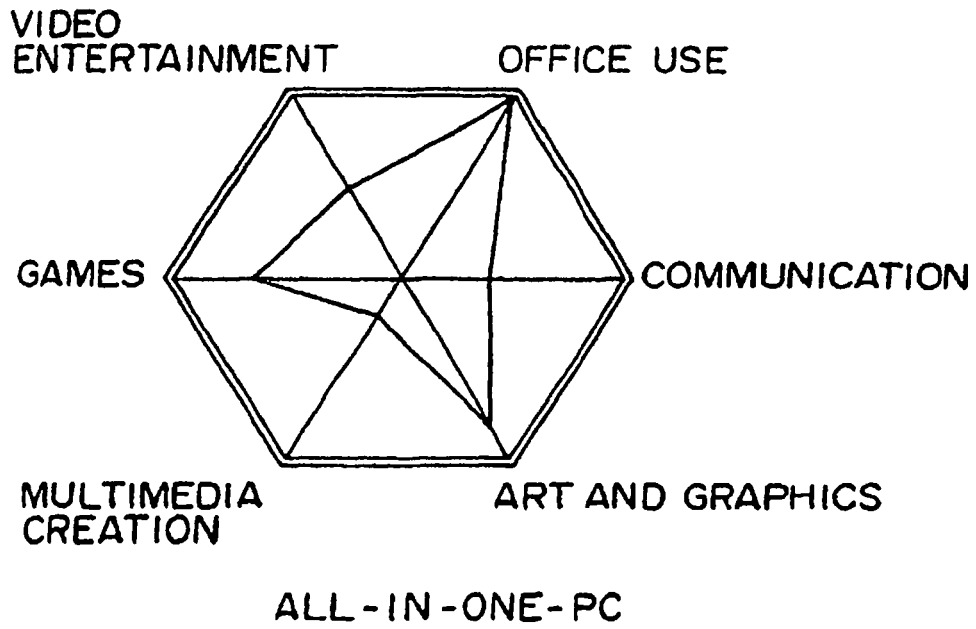 VIDEO
ENTERTAINMENT
OFFICE USE
GAMES
COMMUNICATION
MULTIMEDIA
CREATION
ART AND GRAPHICS
ALL-IN-ONE-PC